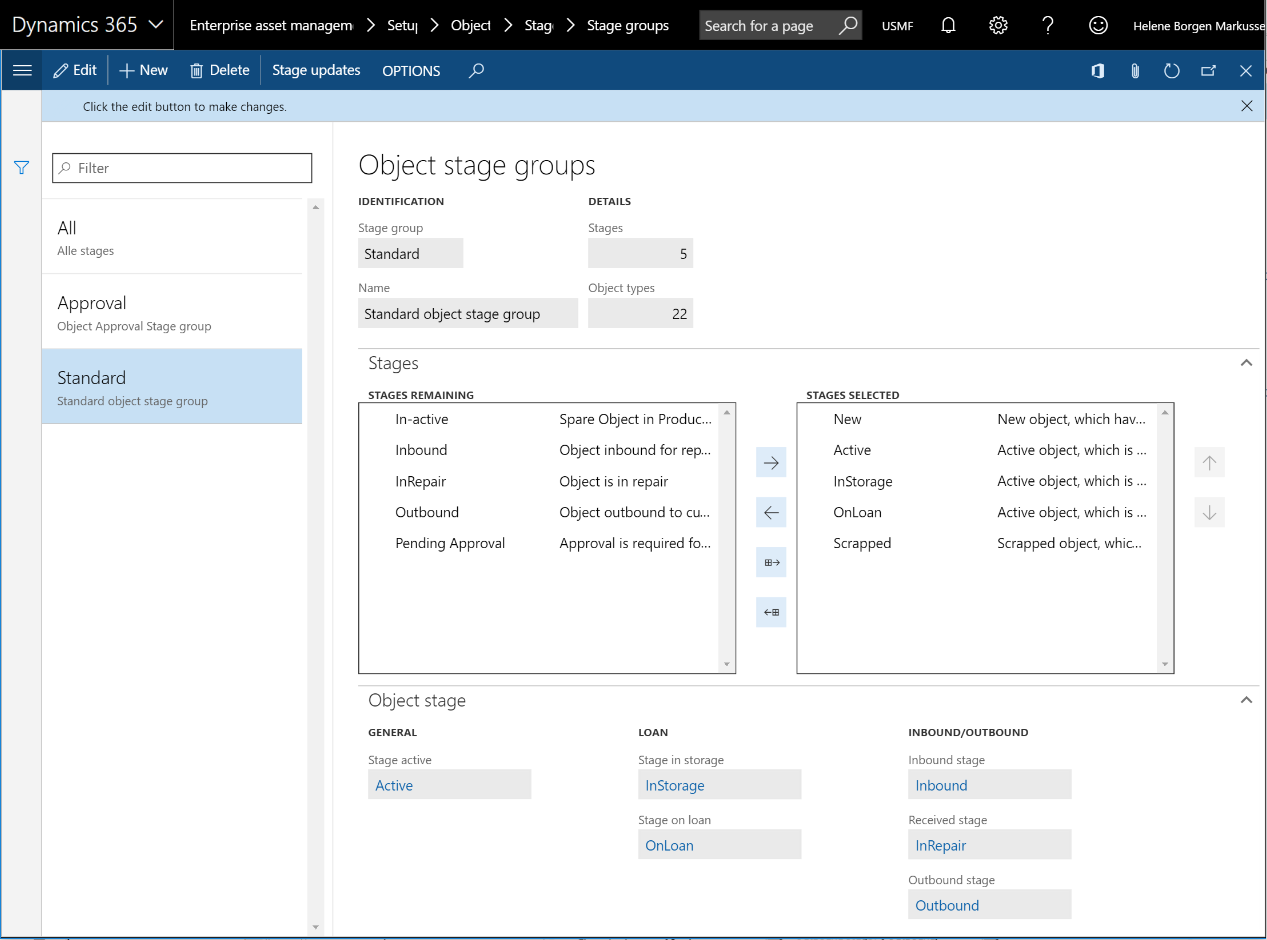 Dynamics 365 Enterprise asset managem Setu Object Stag Stage groups Search for a page USMF Helene Borgen Markusse
Edit New Delete Stage updates OPTIONS
Click the edit button to make changes.
Filter
All
Alle stages
Approval
Object Approval Stage group
Standard
Standard object stage group
Object stage groups
IDENTIFICATION DETAILS
Stage group Stages
Standard 5
Name Object types
Standard object stage group 22
Stages
STAGES REMAINING STAGES SELECTED
In-active Spare Object in Produc... New New object, which hav...
Inbound Object inbound for rep... Active Active object, which is ...
InRepair Object is in repair InStorage Active object, which is ...
Outbound Object outbound to cu... OnLoan Active object, which is ...
Pending Approval Approval is required fo... Scrapped Scrapped object, whic...
Object stage
GENERAL LOAN INBOUND/OUTBOUND
Stage active Stage in storage Inbound stage
Active InStorage Inbound
Stage on loan Received stage
OnLoan InRepair
Outbound stage
Outbound